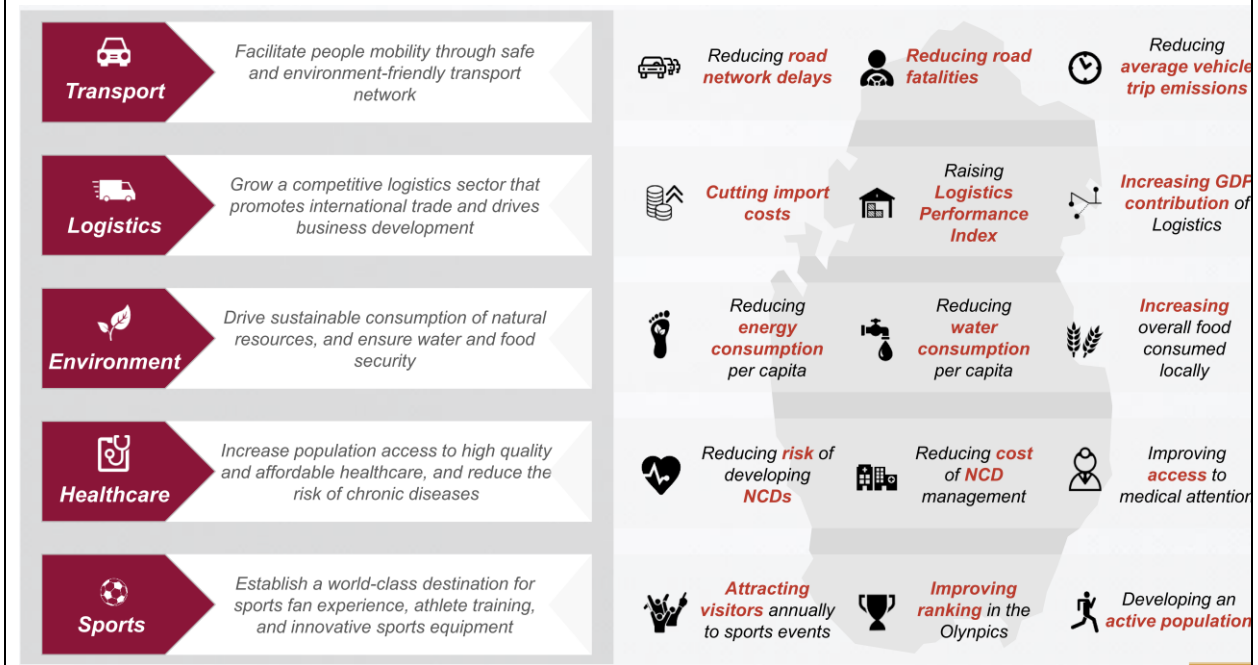 Transport
Facilitate people mobility through safe
and environment-friendly transport
network
Reducing road
network delays
Reducing road
fatalities
Reducing
average vehicle
trip emissions
Logistics
Grow a competitive logistics sector that
promotes international trade and drives
business development
Cutting import
costs
Raising
Logistics
Performance
Index
Increasing GDP
contribution of
Logistics
Environment
Drive sustainable consumption of natural
resources, and ensure water and food
security
Reducing
energy
consumption
per capita
Reducing
water
consumption
per capita
Increasing
overall food
consumed
locally
Healthcare
Increase population access to high quality
and affordable healthcare, and reduce the
risk of chronic diseases
Reducing risk of
developing
NCDs
Reducing cost
of NCD
management
Improving
access to
medical attention
Sports
Establish a world-class destination for
sports fan experience, athlete training,
and innovative sports equipment
Attracting
visitors annually
to sports events
Improving
ranking in the
Olympics
Developing an
active population